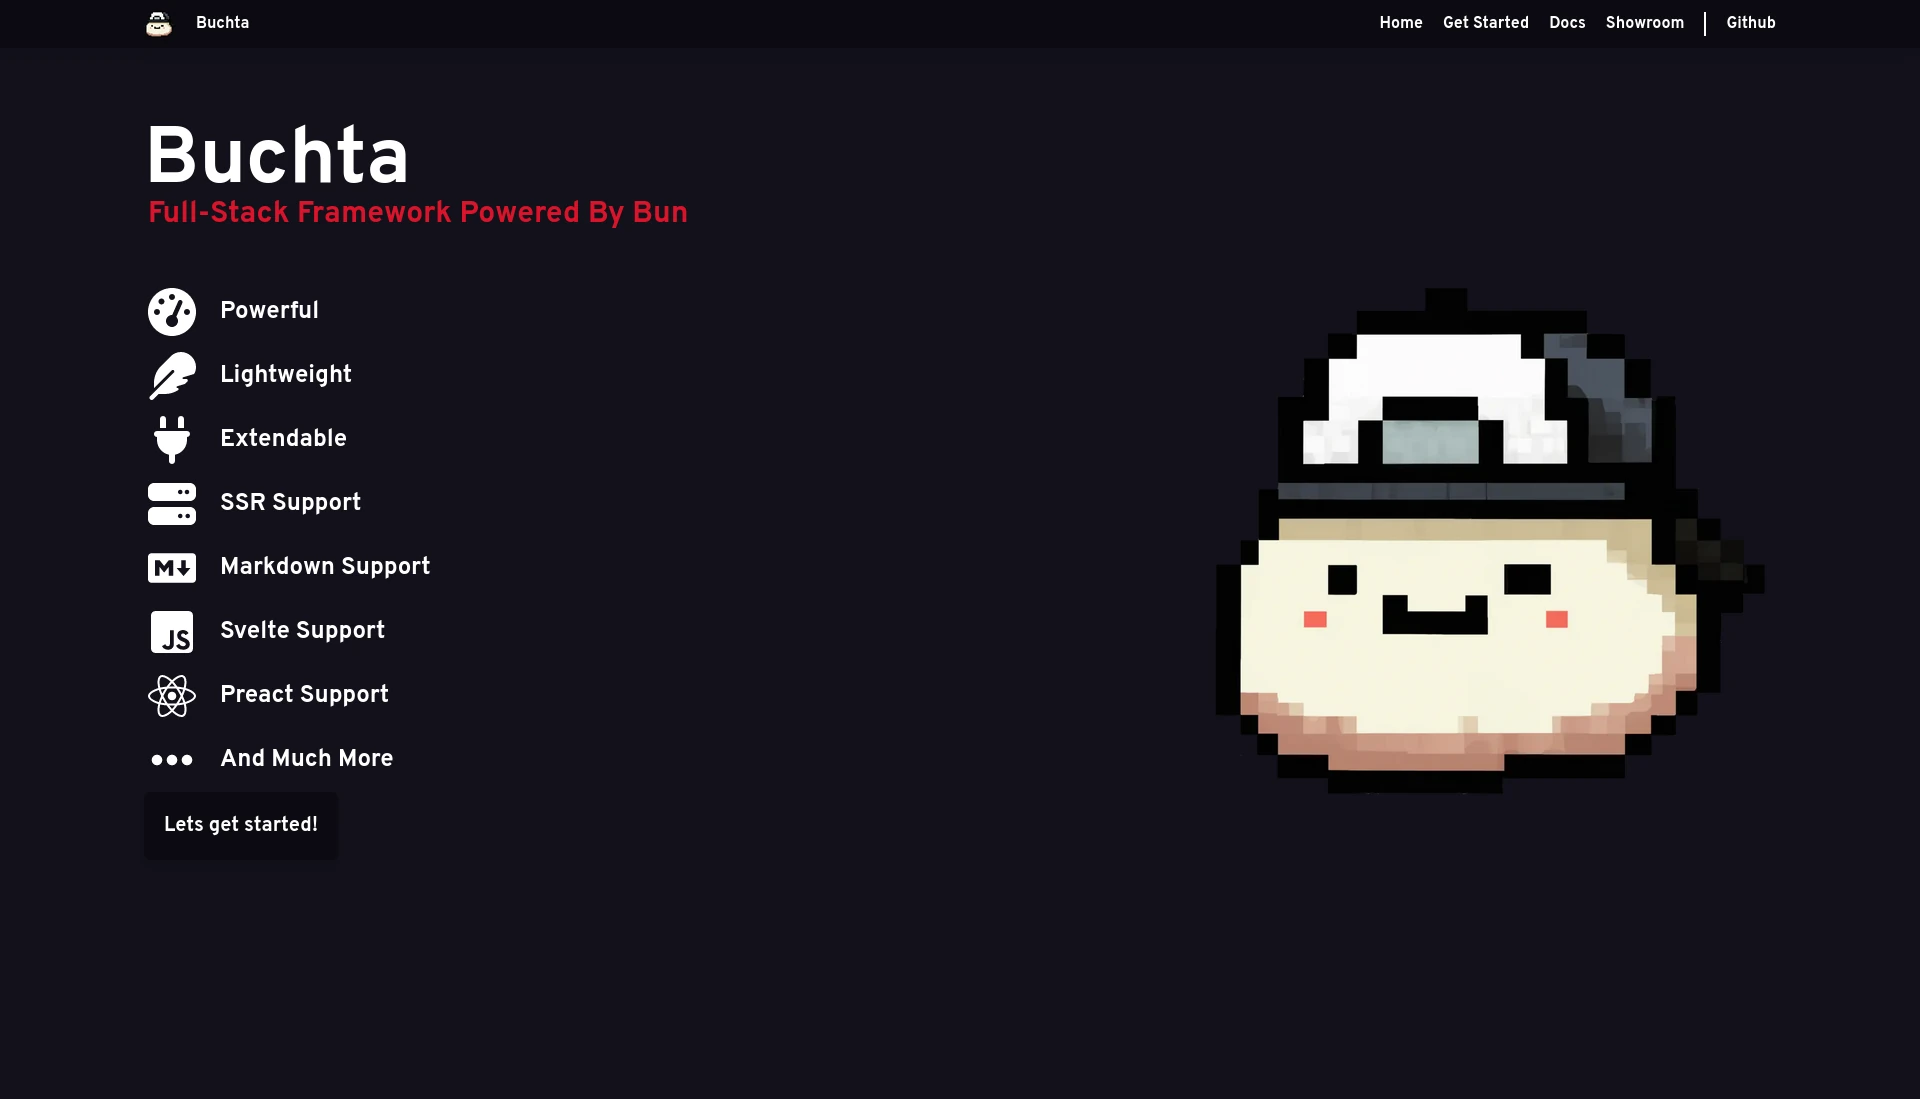 Buchta
Home Get Started Docs Showroom | Github
Buchta
Full-Stack Framework Powered By Bun
Powerful
Lightweight
Extendable
SSR Support
M Markdown Support
JS Svelte Support
Preact Support
And Much More
Lets get started!